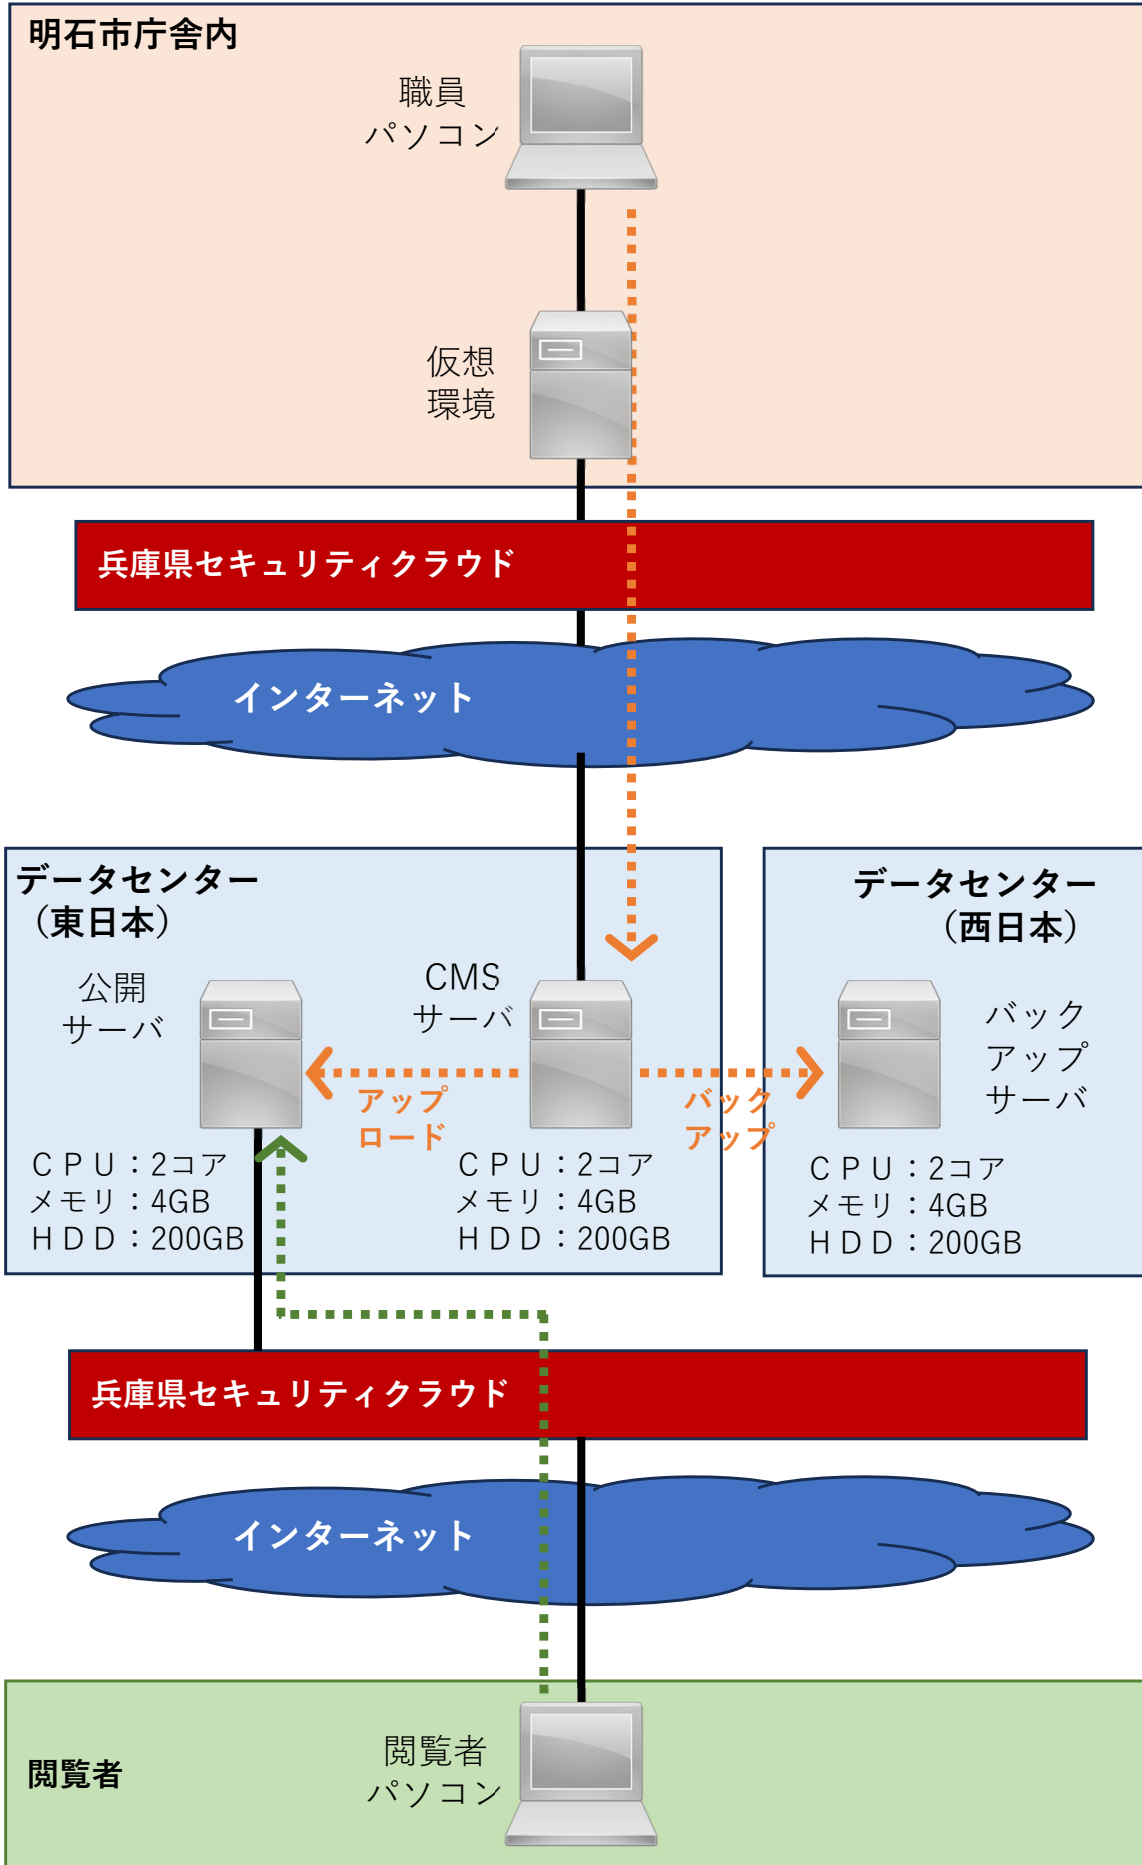 明石市庁舎内
職員
パソコン
仮想
環境
兵庫県セキュリティクラウド
インターネット
データセンター
（東日本）
公開
サーバ
CMS
サーバ
アップ
ロード
バック
アップ
ＣＰＵ：2コア
メモリ：4GB
ＨＤＤ：200GB
ＣＰＵ：2コア
メモリ：4GB
ＨＤＤ：200GB
データセンター
（西日本）
バック
アップ
サーバ
ＣＰＵ：2コア
メモリ：4GB
ＨＤＤ：200GB
兵庫県セキュリティクラウド
インターネット
閲覧者
閲覧者
パソコン